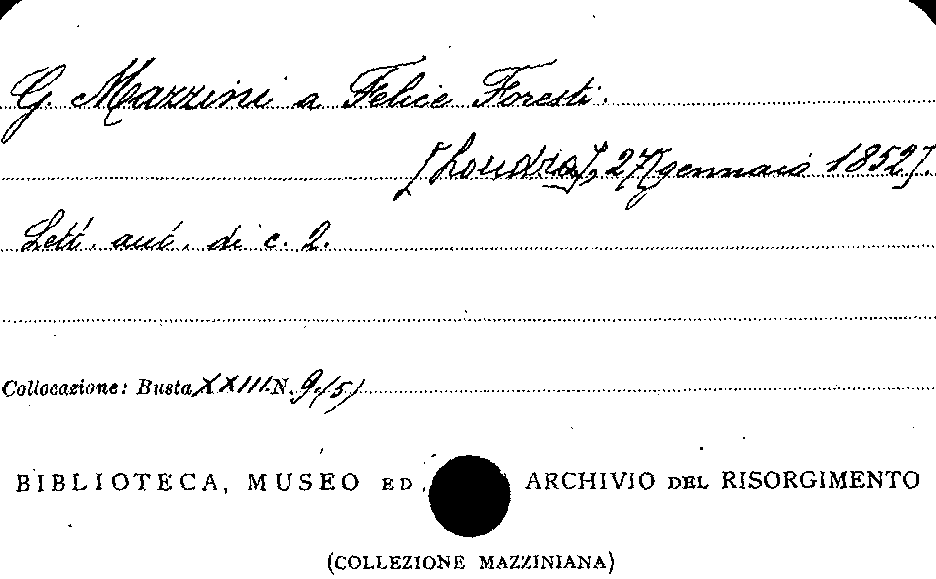 G. Mazzini a Felice Foresti.
[Londra], 27 [gennaio 1852].
Lett. aut. di c. 2.
Collocazione: Busta XXIII N. 9(5)
BIBLIOTECA, MUSEO ED ARCHIVIO DEL RISORGIMENTO
(COLLEZIONE MAZZINIANA)